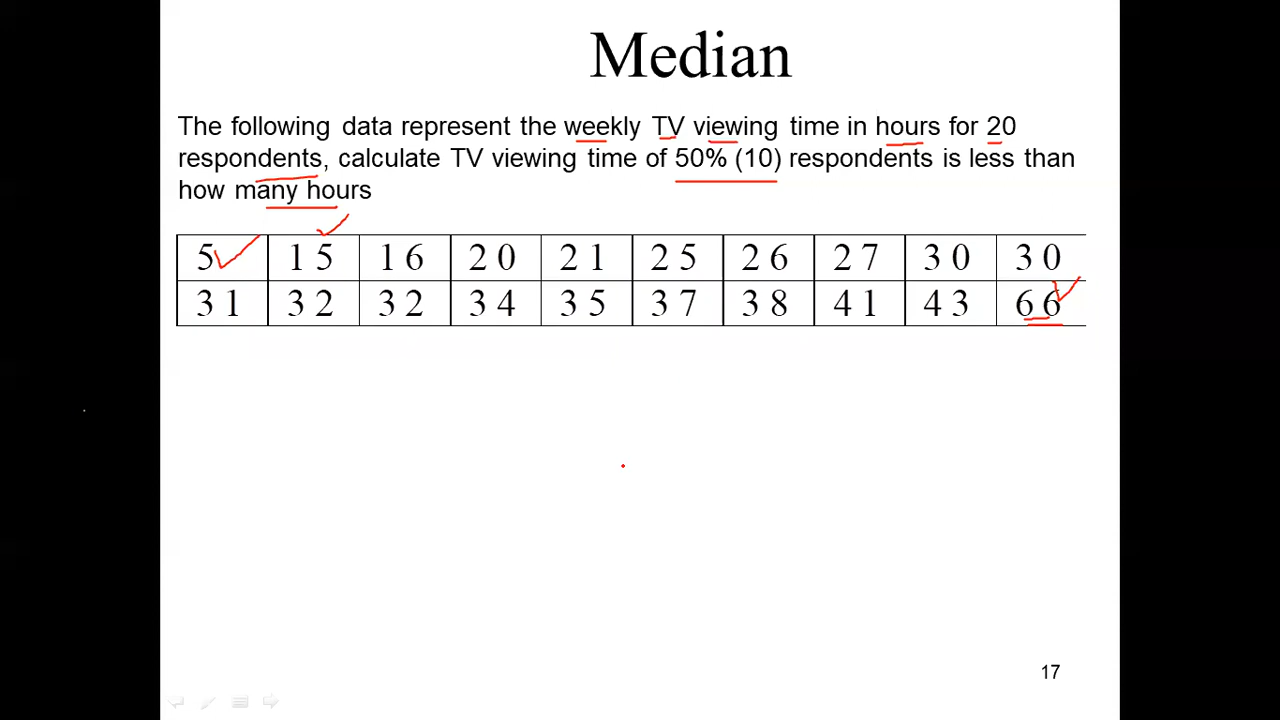 Median
The following data represent the weekly TV viewing time in hours for 20
respondents, calculate TV viewing time of 50% (10) respondents is less than
how many hours
5 15 16 20 21 25 26 27 30 30
31 32 32 34 35 37 38 41 43 66
17